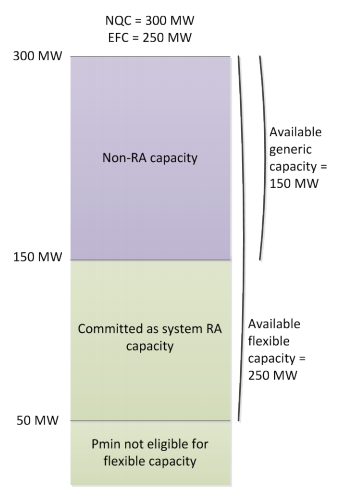 NQC = 300 MW
EFC = 250 MW
300 MW
Non-RA capacity
Available
generic
capacity =
150 MW
150 MW
Committed as system RA
capacity
Available
flexible
capacity =
250 MW
50 MW
Pmin not eligible for
flexible capacity